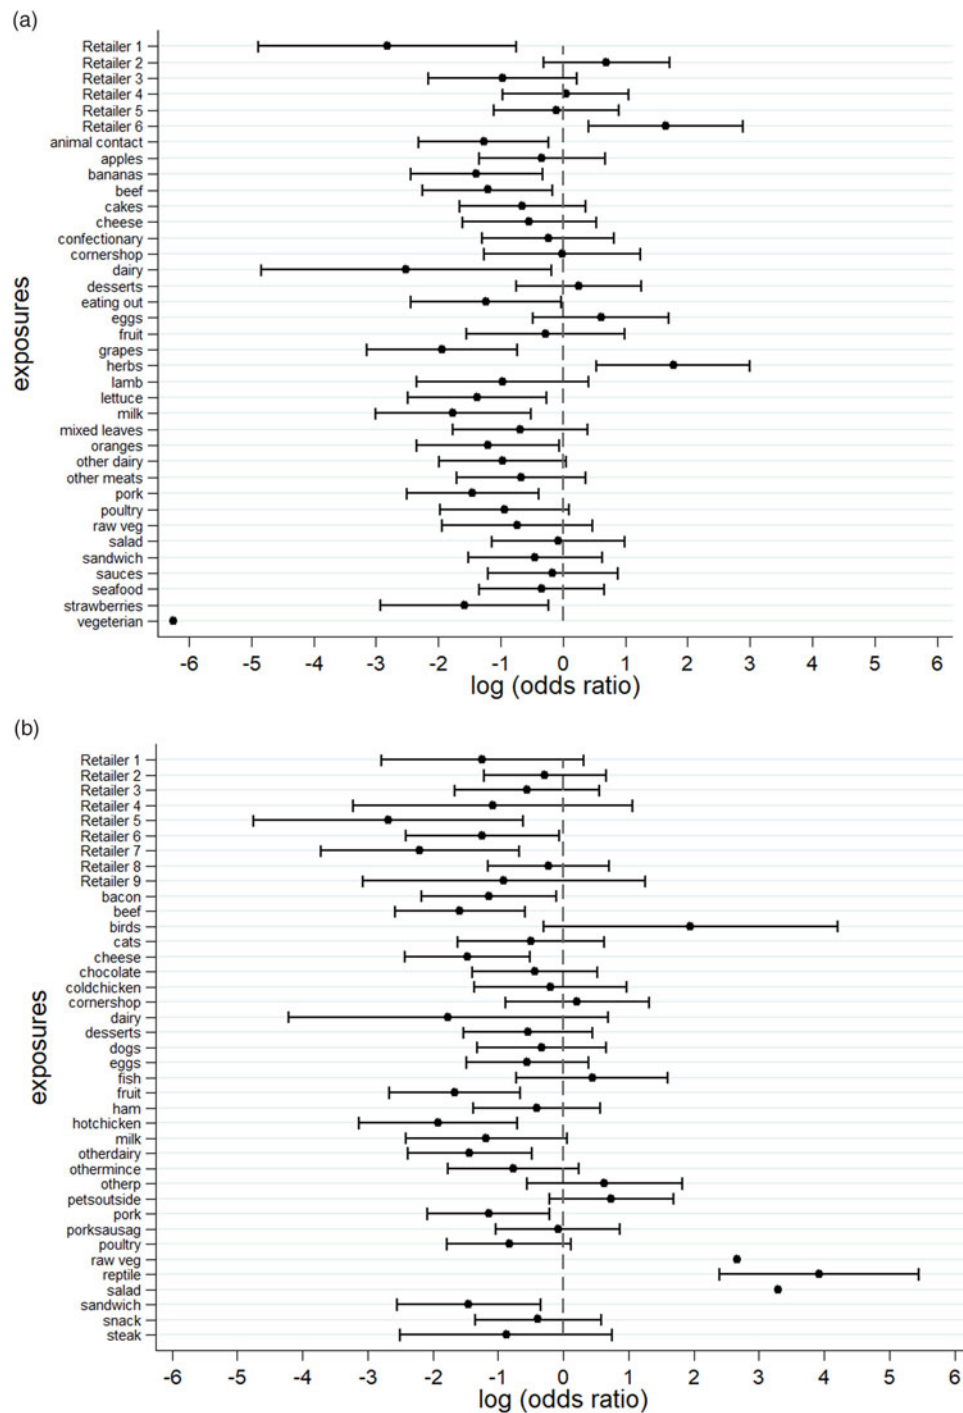 (a)
Retailer 1
Retailer 2
Retailer 3
Retailer 4
Retailer 5
Retailer 6
animal contact
apples
bananas
beef
cakes
cheese
confectionary
cornershop
dairy
desserts
eating out
eggs
fruit
grapes
herbs
lamb
lettuce
milk
mixed leaves
oranges
other dairy
other meats
pork
poultry
raw veg
salad
sandwich
sauces
seafood
strawberries
vegeterian
exposures
-6 -5 -4 -3 -2 -1 0 1 2 3 4 5 6
log (odds ratio)
(b)
Retailer 1
Retailer 2
Retailer 3
Retailer 4
Retailer 5
Retailer 6
Retailer 7
Retailer 8
Retailer 9
bacon
beef
birds
cats
cheese
chocolate
coldchicken
cornershop
dairy
desserts
dogs
eggs
fish
fruit
ham
hotchicken
milk
otherdairy
othermince
otherp
petsoutside
pork
porksausag
poultry
raw veg
reptile
salad
sandwich
snack
steak
exposures
-6 -5 -4 -3 -2 -1 0 1 2 3 4 5 6
log (odds ratio)